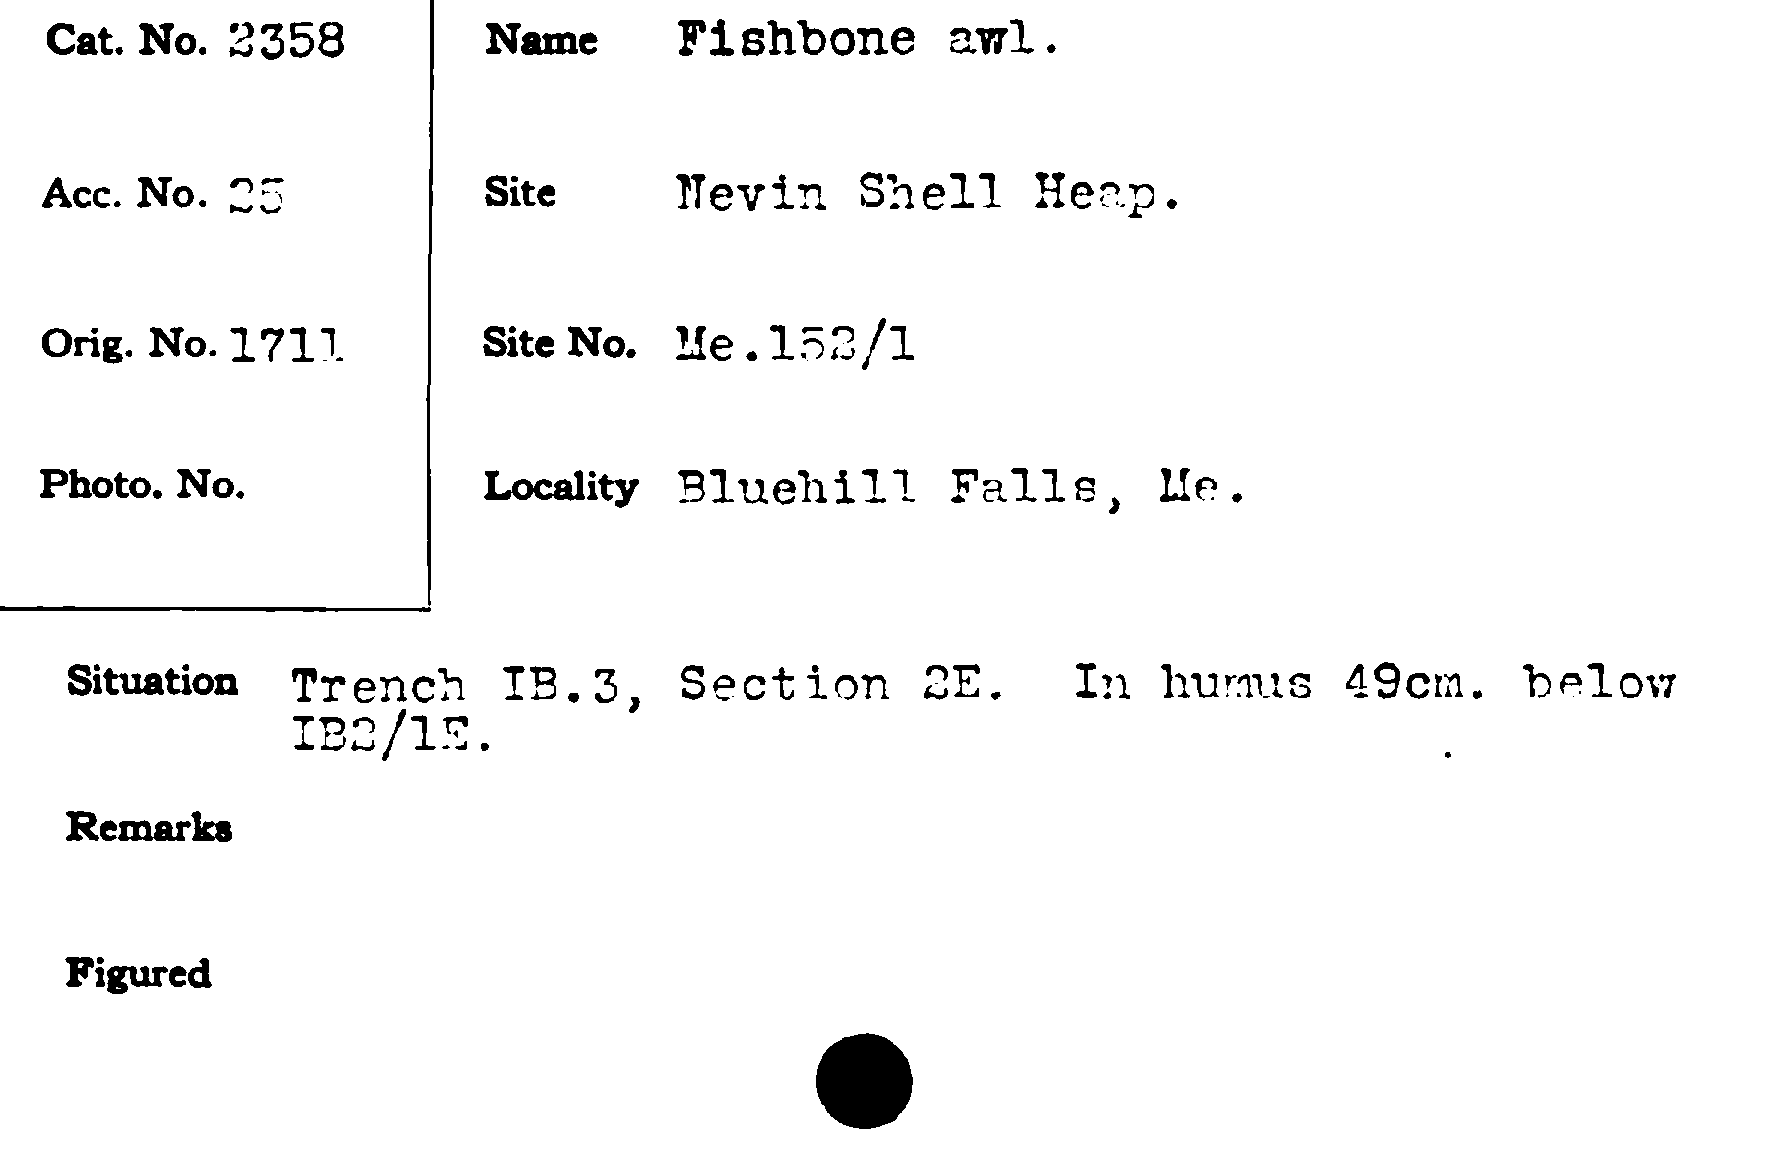 Cat. No. 2358
Name Fishbone awl.
Acc. No. 25
Site Nevin Shell Heap.
Orig. No. 1711
Site No. Me.152/1
Photo. No.
Locality Bluehill Falls, Me.
Situation Trench IB.3, Section 2E. In humus 49cm. below
IB2/1E.
Remarks
Figured